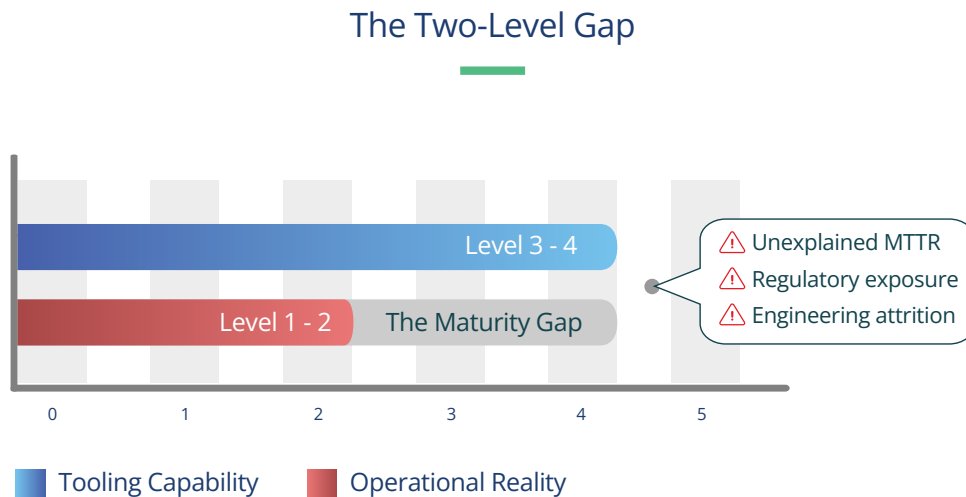 The Two-Level Gap
Level 3 - 4
Level 1 - 2
The Maturity Gap
Unexplained MTTR
Regulatory exposure
Engineering attrition
0
1
2
3
4
5
Tooling Capability
Operational Reality